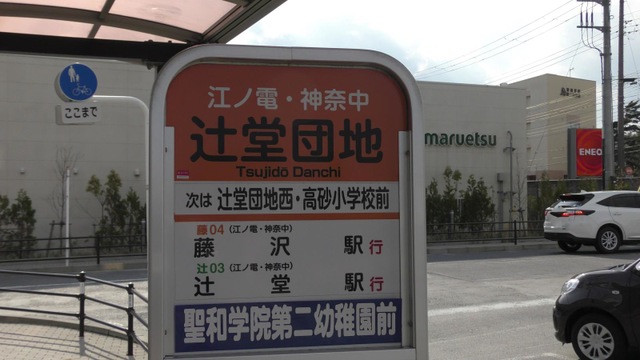 ここまで
江ノ電・神奈中
辻堂団地
Tsujidō Danchi
次は 辻堂団地西・高砂小学校前
藤04(江ノ電・神奈中)
藤沢駅行
辻03(江ノ電・神奈中)
辻堂駅行
聖和学院第二幼稚園前
maruetsu
ENEO